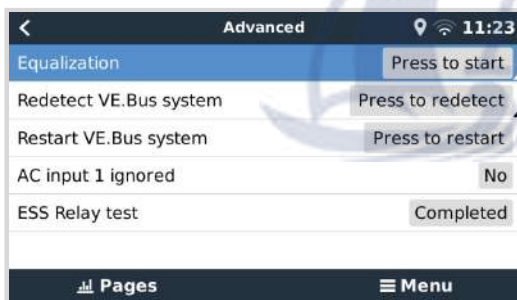 Advanced 11:23
Equalization Press to start
Redetect VE.Bus system Press to redetect
Restart VE.Bus system Press to restart
AC input 1 ignored No
ESS Relay test Completed
Pages Menu